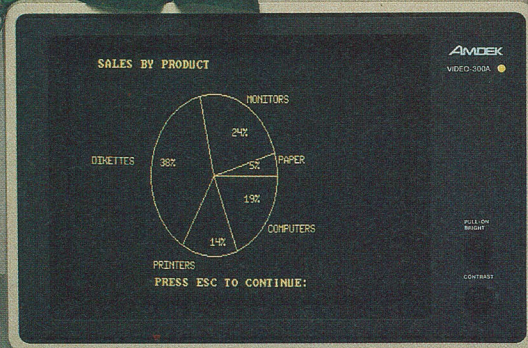 AMDEK
VIDEO-300A
SALES BY PRODUCT
MONITORS
24%
DIKETTES
38%
PAPER
5%
19%
COMPUTERS
14%
PRINTERS
PRESS ESC TO CONTINUE:
PULL-ON
BRIGHT
CONTRAST